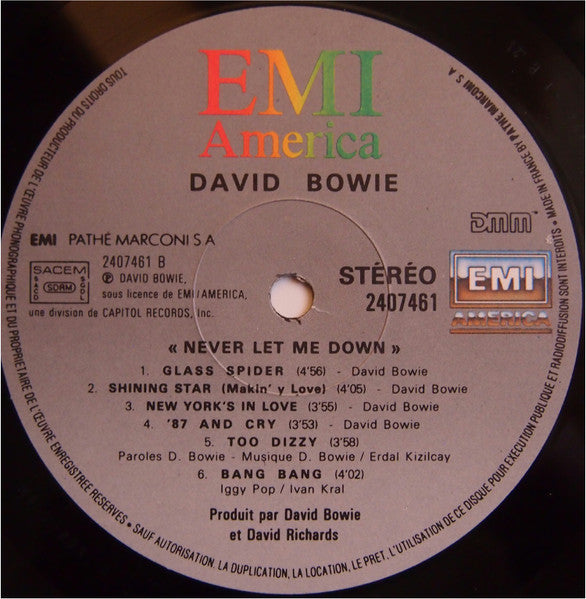 EMI
America
DAVID BOWIE
DMM
EMI PATHÉ MARCONI S A
2407461 B
SACEM
SACD
SDRM
SGDL
Ⓟ DAVID BOWIE,
sous licence de EMI AMERICA,
une division de CAPITOL RECORDS, Inc.
STÉRÉO
2407461
EMI
AMERICA
« NEVER LET ME DOWN »
1. GLASS SPIDER (4'56) - David Bowie
2. SHINING STAR (Makin' y Love) (4'05) - David Bowie
3. NEW YORK'S IN LOVE (3'55) - David Bowie
4. '87 AND CRY (3'53) - David Bowie
5. TOO DIZZY (3'58)
Paroles D. Bowie - Musique D. Bowie / Erdal Kizilcay
6. BANG BANG (4'02)
Iggy Pop / Ivan Kral
Produit par David Bowie
et David Richards
TOUS DROITS DU PRODUCTEUR DE L'ŒUVRE PHONOGRAPHIQUE ET DU PROPRIETAIRE DE L'ŒUVRE ENREGISTREE RESERVES • SAUF AUTORISATION, LA DUPLICATION, LA LOCATION, LE PRET, L'UTILISATION DE CE DISQUE POUR EXECUTION PUBLIQUE ET RADIODIFFUSION SONT INTERDITS • MADE IN FRANCE BY PATHE MARCONI S A